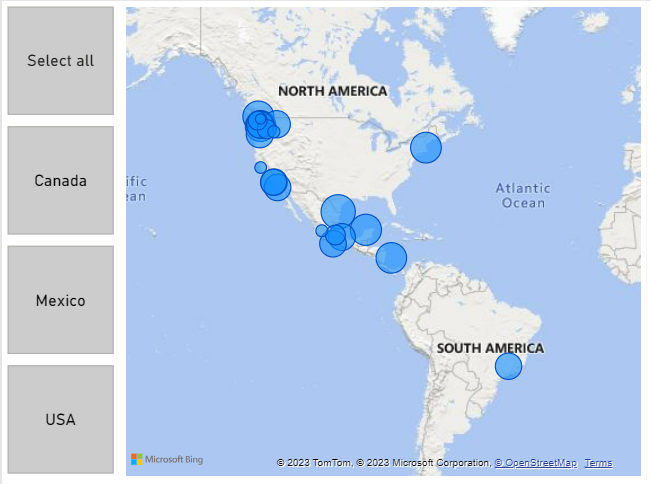 Select all
Canada
Mexico
USA
NORTH AMERICA
ific
ean
Atlantic
Ocean
SOUTH AMERICA
Microsoft Bing
© 2023 TomTom, © 2023 Microsoft Corporation, © OpenStreetMap Terms